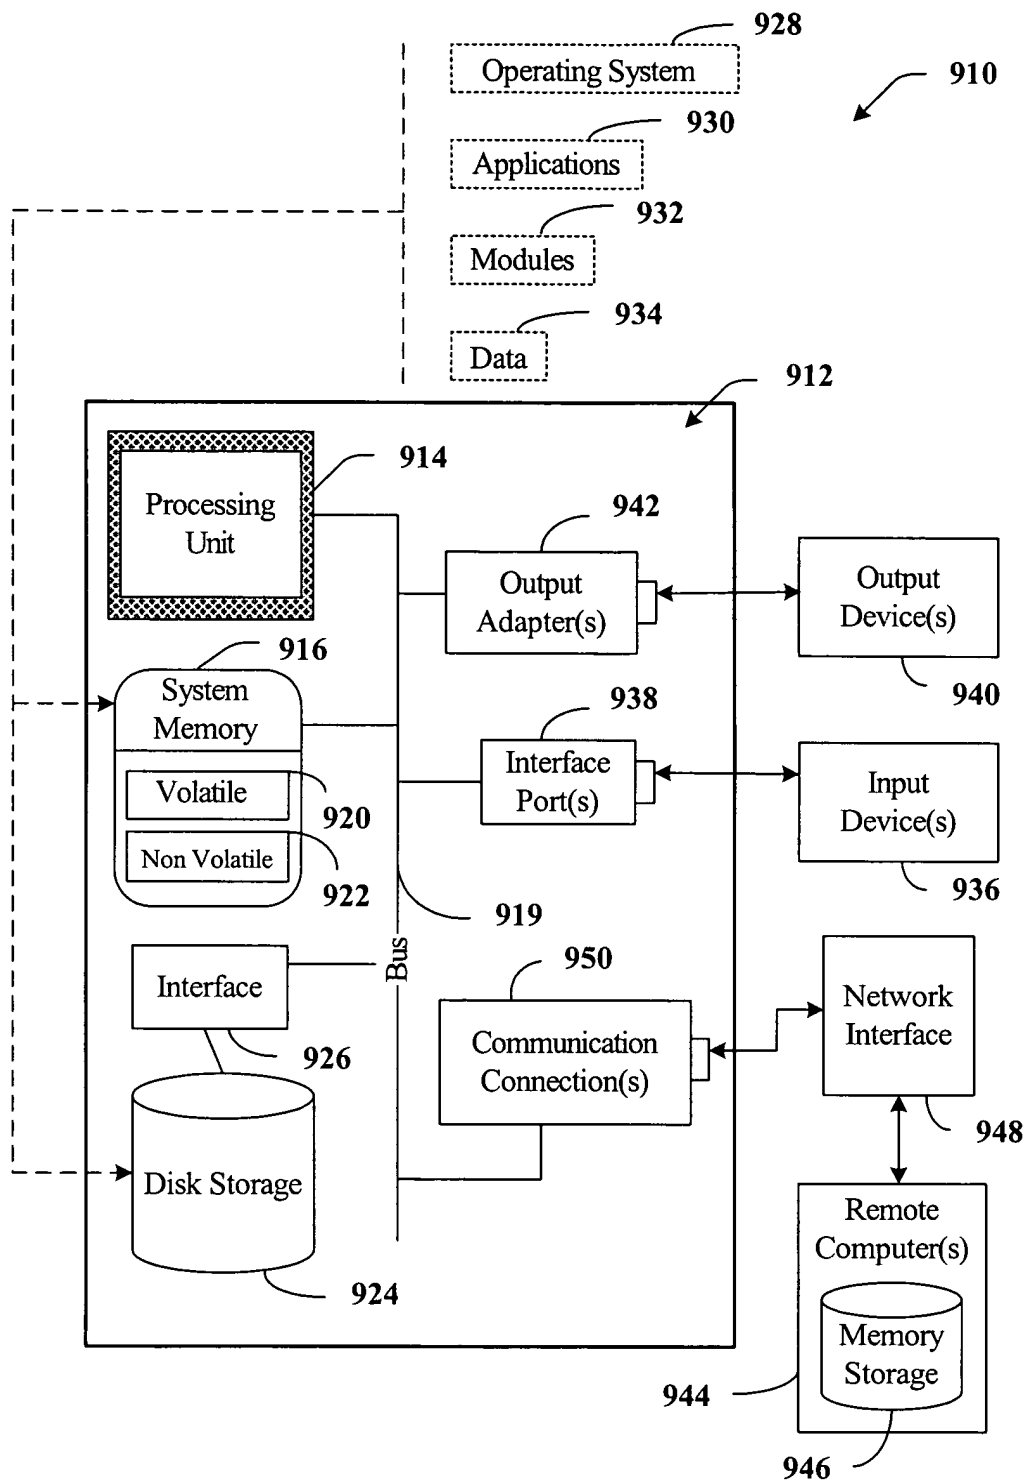 928
Operating System
910
930
Applications
932
Modules
934
Data
912
914
Processing
Unit
942
Output
Adapter(s)
Output
Device(s)
940
916
System
Memory
938
Interface
Port(s)
Input
Device(s)
936
Volatile
920
Non Volatile
922
919
Bus
950
Interface
926
Communication
Connection(s)
Network
Interface
948
Disk Storage
924
Remote
Computer(s)
Memory
Storage
944
946